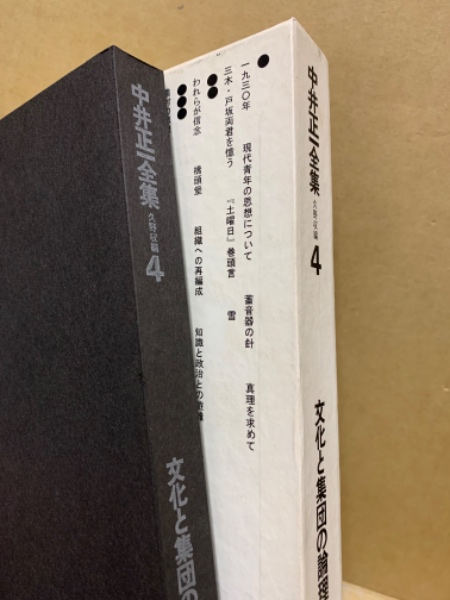 中井正一全集
久野収編
4
文化と集団の論理
一九三〇年 現代青年の思想について 蓄音器の針 真理を求めて
三木・戸坂両君を憶う 『土曜日』巻頭言 雪
われらが信念 橋頭堡 組織への再編成 知識と政治との遊離
中井正一全集
久野収編
4
文化と集団の